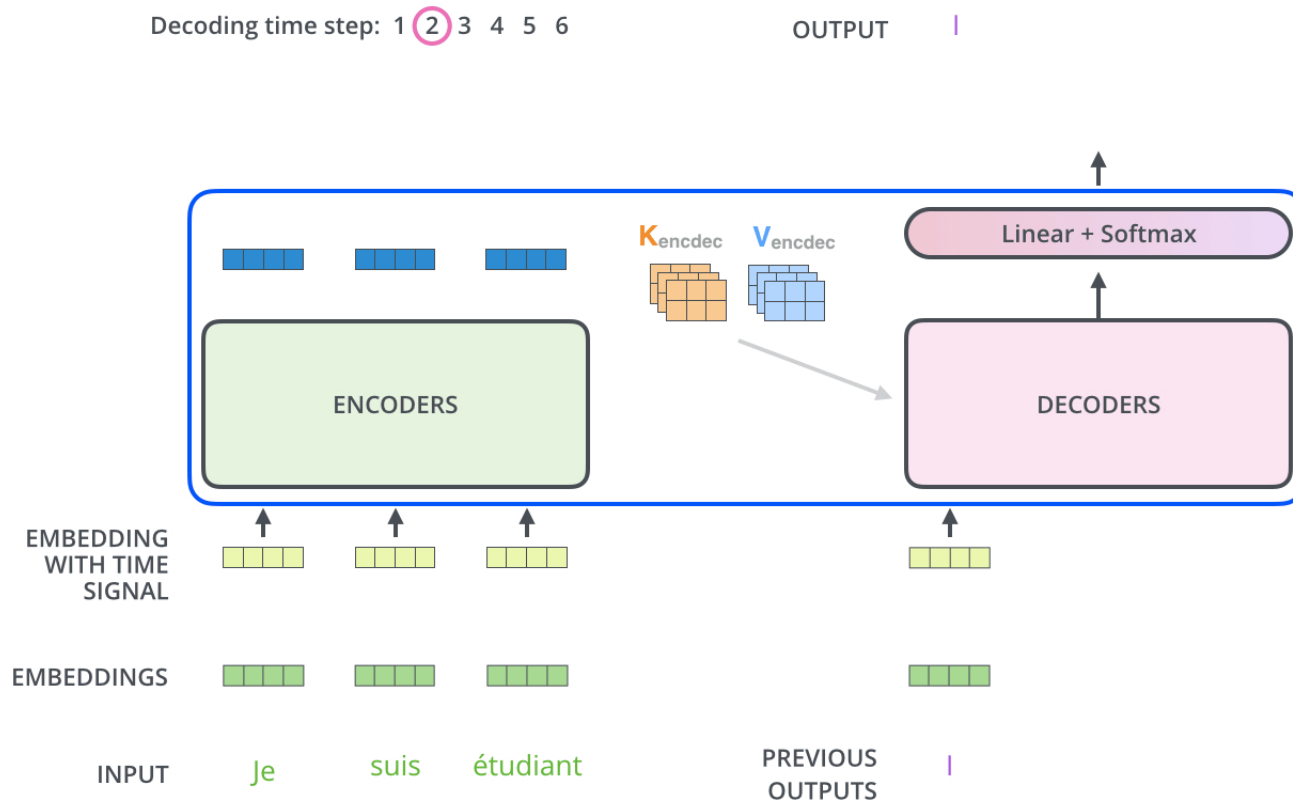 Decoding time step: 1 2 3 4 5 6
OUTPUT I
Kencdec Vencdec
Linear + Softmax
ENCODERS
DECODERS
EMBEDDING
WITH TIME
SIGNAL
EMBEDDINGS
INPUT Je suis étudiant
PREVIOUS
OUTPUTS I